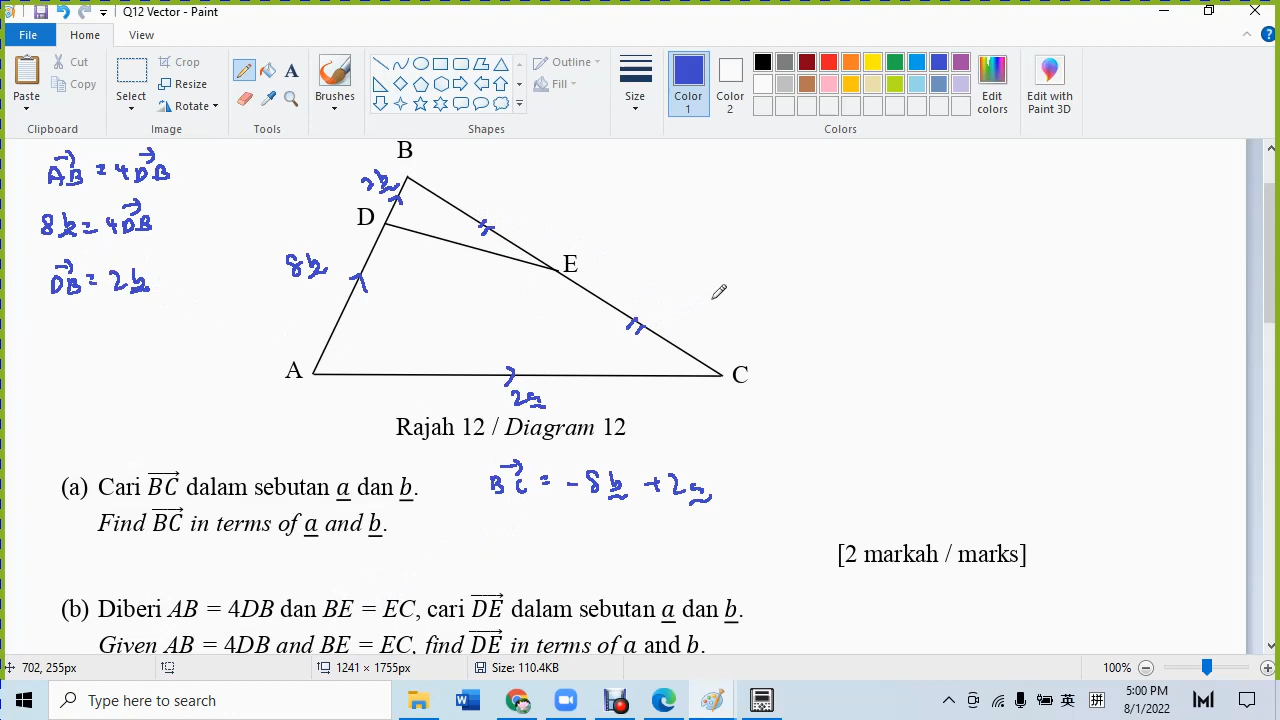 Q12 Vector - Paint
File Home View
Paste Cut Copy Clipboard
Select Crop Resize Rotate Image
A Tools
Brushes
Outline Fill Shapes
Size
Color 1 Color 2 Edit colors Colors
Edit with Paint 3D
AB = 4DB
8b = 4DB
DB = 2b
B
2b
D
8b
E
A
C
2a
Rajah 12 / Diagram 12
(a) Cari BC dalam sebutan a dan b.
BC = -8b + 2a
Find BC in terms of a and b.
[2 markah / marks]
(b) Diberi AB = 4DB dan BE = EC, cari DE dalam sebutan a dan b.
Given AB = 4DB and BE = EC, find DE in terms of a and b.
702, 255px
1241 × 1755px
Size: 110.4KB
100%
Type here to search
英
拼
5:00 PM
8/1/2022